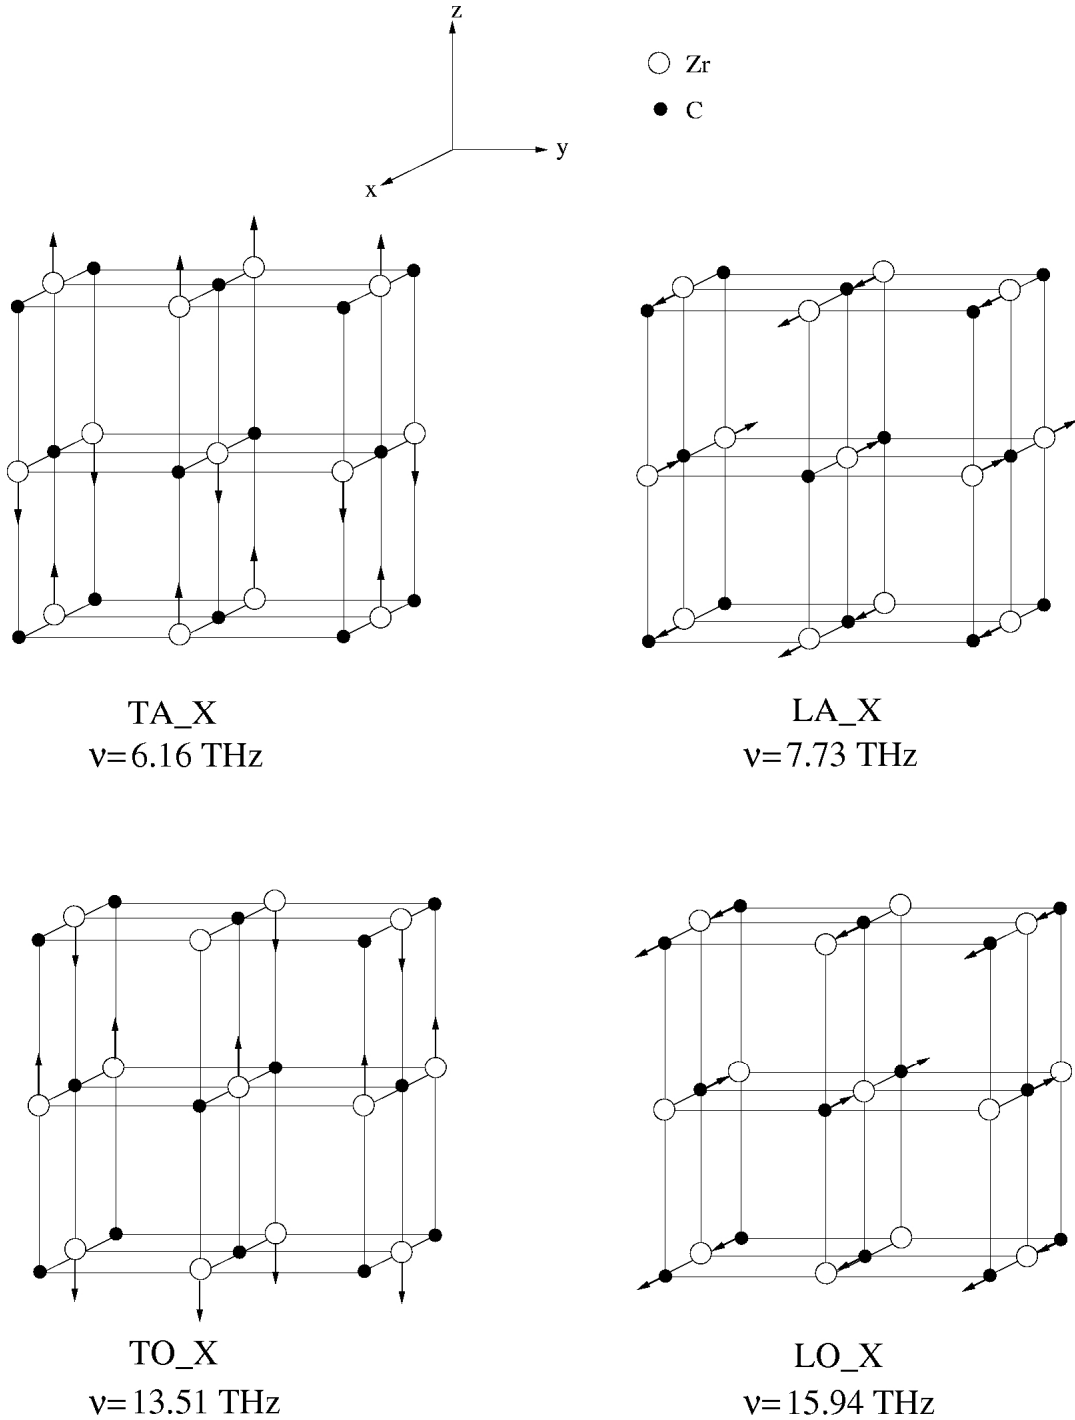 z
y
x
Zr
C
TA_X
ν=6.16 THz
LA_X
ν=7.73 THz
TO_X
ν=13.51 THz
LO_X
ν=15.94 THz